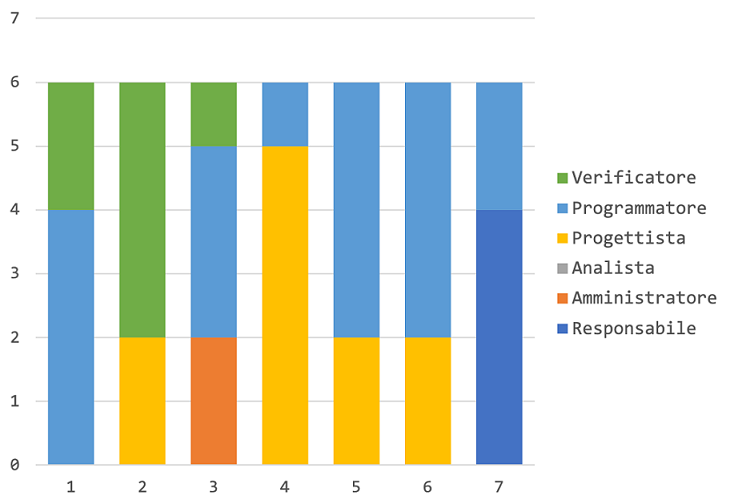 7
6
5
4
3
2
1
0
1 2 3 4 5 6 7
Verificatore
Programmatore
Progettista
Analista
Amministratore
Responsabile